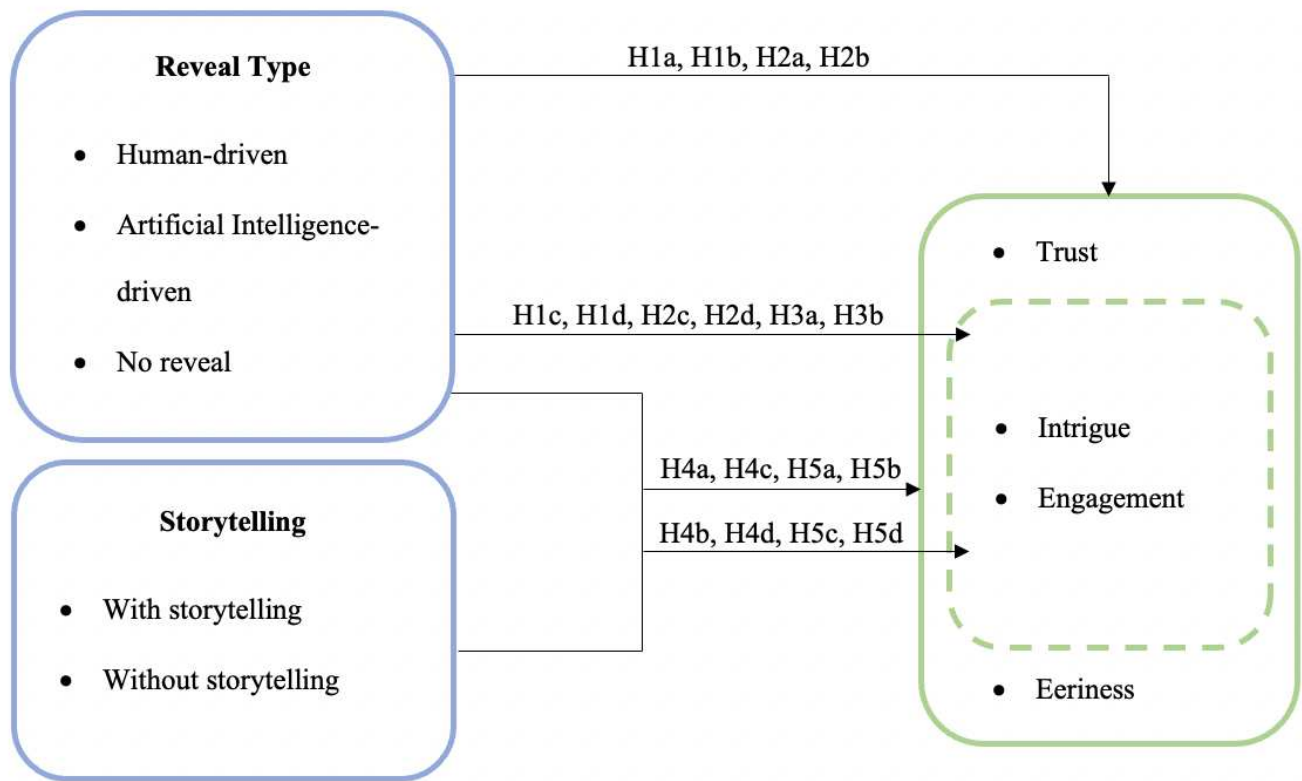 Reveal Type
• Human-driven
• Artificial Intelligence-
driven
• No reveal
Storytelling
• With storytelling
• Without storytelling
H1a, H1b, H2a, H2b
H1c, H1d, H2c, H2d, H3a, H3b
H4a, H4c, H5a, H5b
H4b, H4d, H5c, H5d
• Trust
• Intrigue
• Engagement
• Eeriness